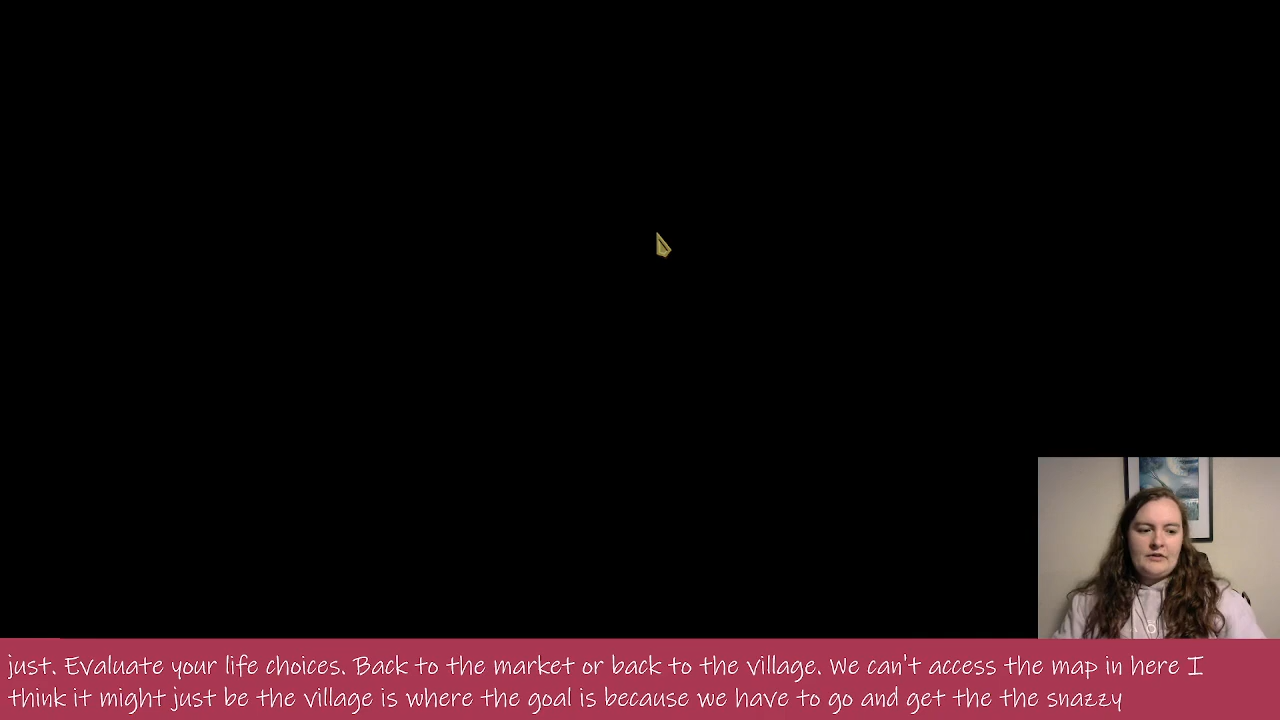 just. Evaluate your life choices. Back to the market or back to the village. We can't access the map in here I
think it might just be the village is where the goal is because we have to go and get the the snazzy